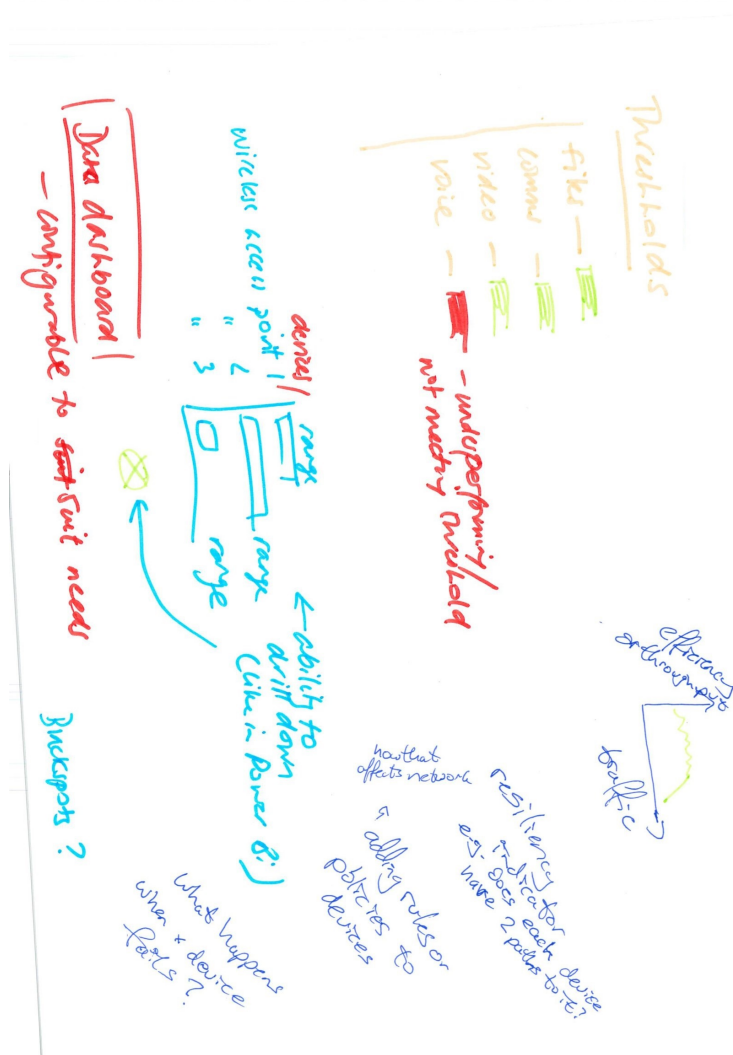 Threshholds
files —
comms —
video —
voice — — underperforming/
not meeting threshold
efficiency
or throughput
traffic
devices/
range
wireless access point 1
" 2
" 3
range
range
← ability to
drill down
(like in Power Bi)
Data dashboard
- configurable to suit needs
resiliency
indicator
eg. does each device
have 2 paths to it?
how that
affects network
adding rules or
policies to
devices
what happens
when x device
fails?